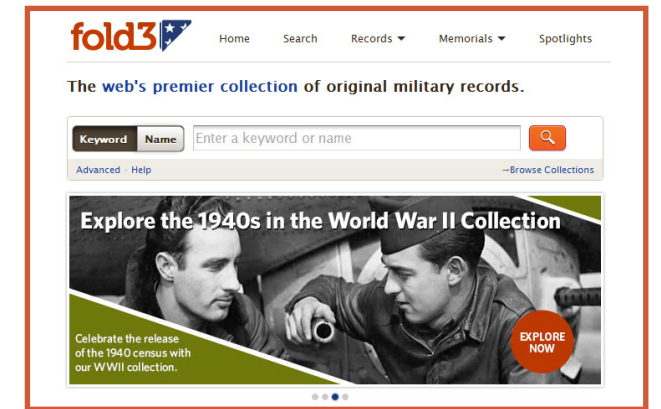 fold3
Home Search Records Memorials Spotlights
The web's premier collection of original military records.
Keyword Name Enter a keyword or name
Advanced · Help →Browse Collections
Explore the 1940s in the World War II Collection
Celebrate the release
of the 1940 census with
our WWII collection.
EXPLORE
NOW